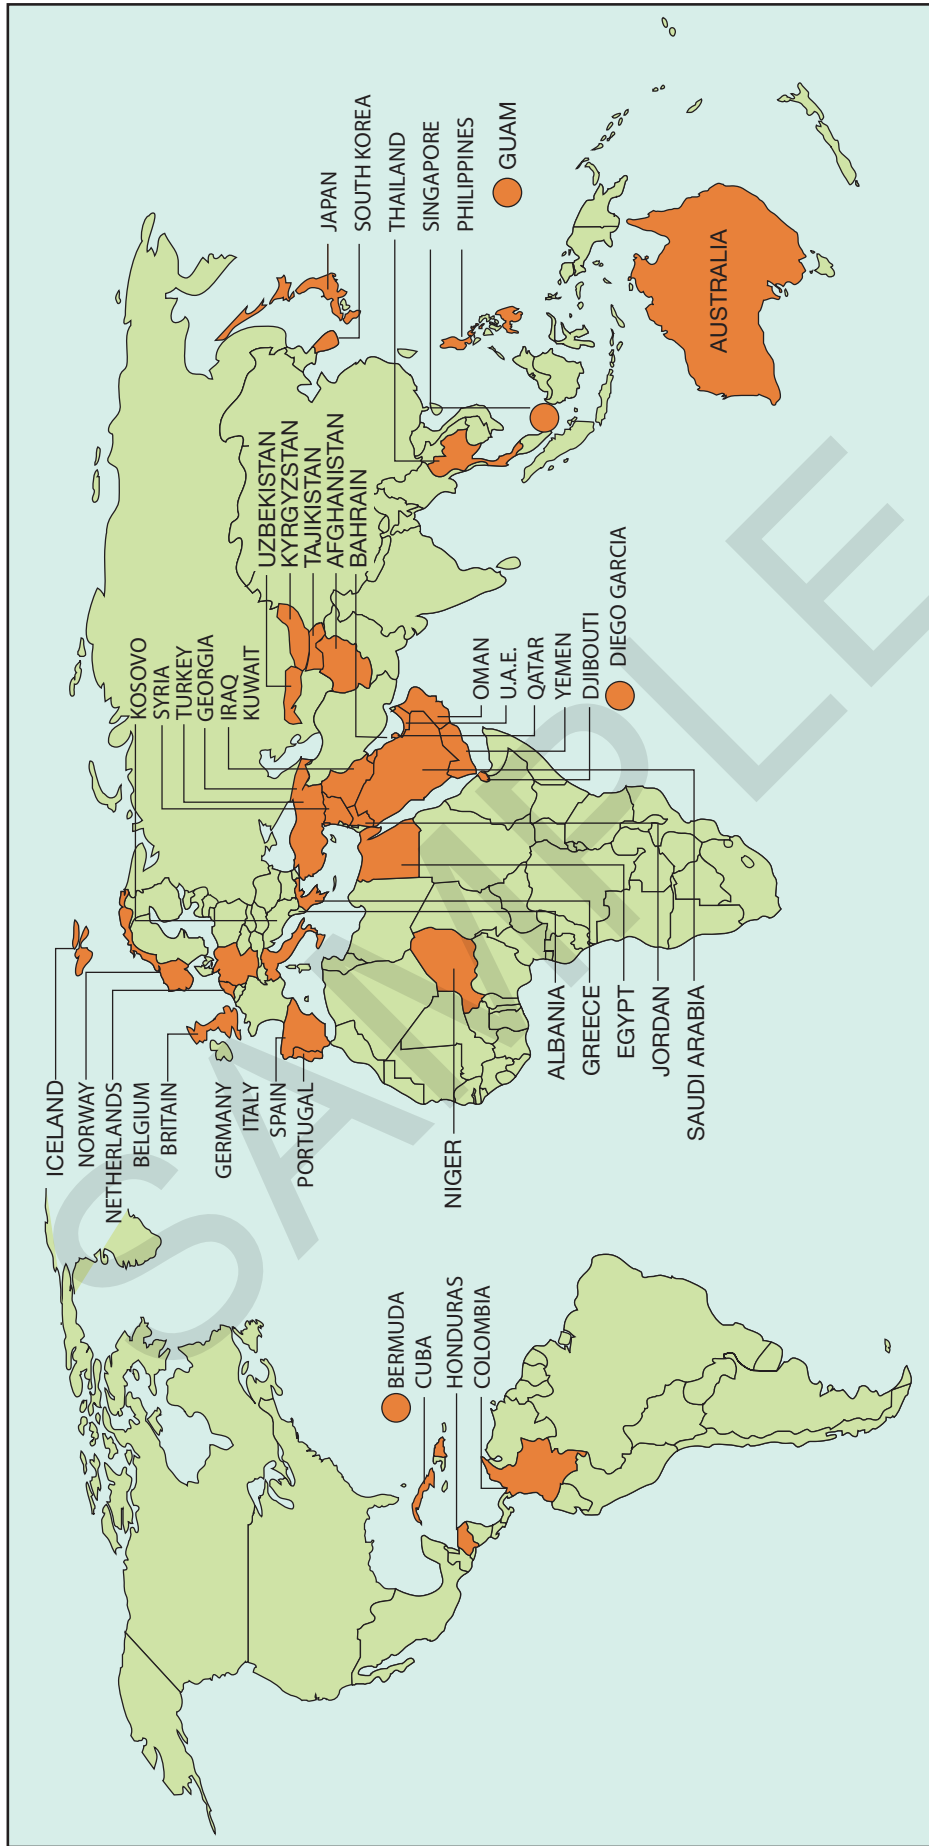 ICELAND
NORWAY
NETHERLANDS
BELGIUM
BRITAIN
GERMANY
ITALY
SPAIN
PORTUGAL
KOSOVO
SYRIA
TURKEY
GEORGIA
IRAQ
KUWAIT
UZBEKISTAN
KYRGYZSTAN
TAJIKISTAN
AFGHANISTAN
BAHRAIN
JAPAN
SOUTH KOREA
THAILAND
SINGAPORE
PHILIPPINES
GUAM
BERMUDA
CUBA
HONDURAS
COLOMBIA
NIGER
ALBANIA
GREECE
EGYPT
JORDAN
SAUDI ARABIA
OMAN
U.A.E.
QATAR
YEMEN
DJIBOUTI
DIEGO GARCIA
AUSTRALIA
SAMPLE